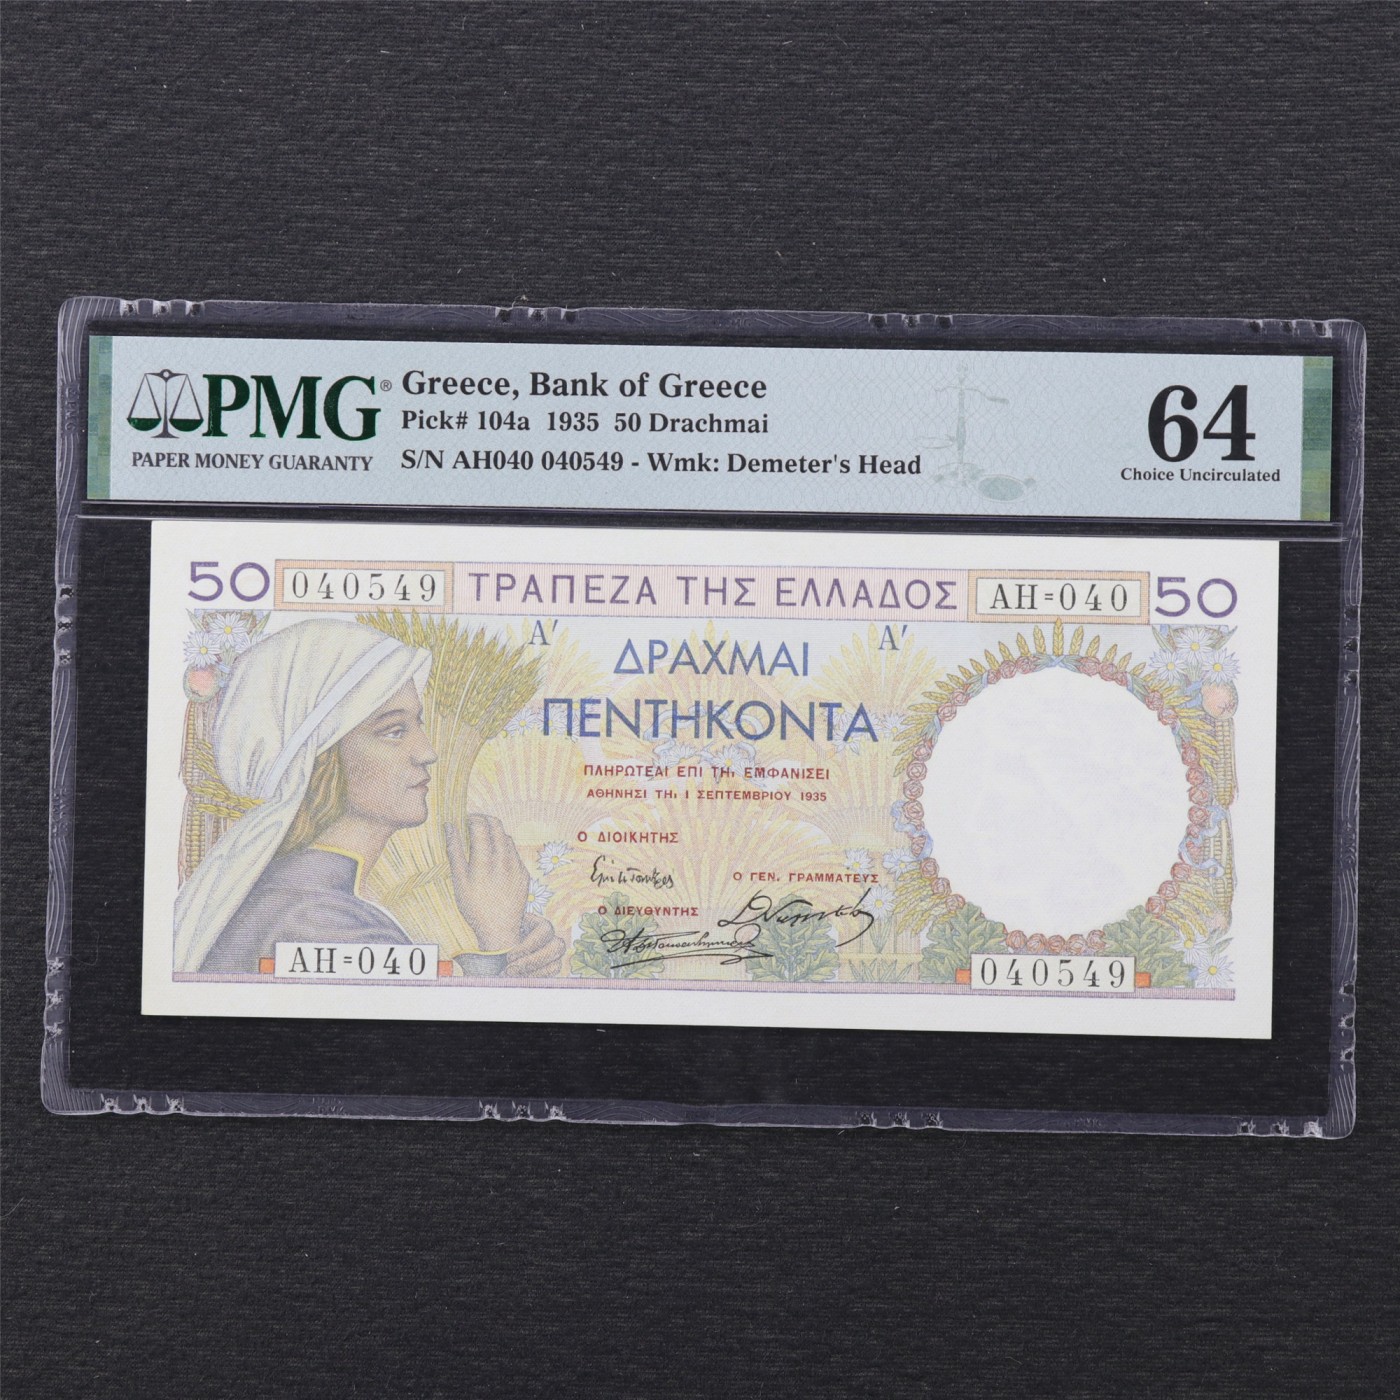 PMG®
PAPER MONEY GUARANTY
Greece, Bank of Greece
Pick# 104a 1935 50 Drachmai
S/N AH040 040549 - Wmk: Demeter's Head
64
Choice Uncirculated
50 040549 ΤΡΑΠΕΖΑ ΤΗΣ ΕΛΛΑΔΟΣ ΑΗ=040 50
Α′ Α′
ΔΡΑΧΜΑΙ
ΠΕΝΤΗΚΟΝΤΑ
ΠΛΗΡΩΤΕΑΙ ΕΠΙ ΤΗι ΕΜΦΑΝΙΣΕΙ
ΑΘΗΝΗΣΙ ΤΗι 1 ΣΕΠΤΕΜΒΡΙΟΥ 1935
Ο ΔΙΟΙΚΗΤΗΣ
Ο ΓΕΝ. ΓΡΑΜΜΑΤΕΥΣ
Ο ΔΙΕΥΘΥΝΤΗΣ
ΑΗ=040 040549